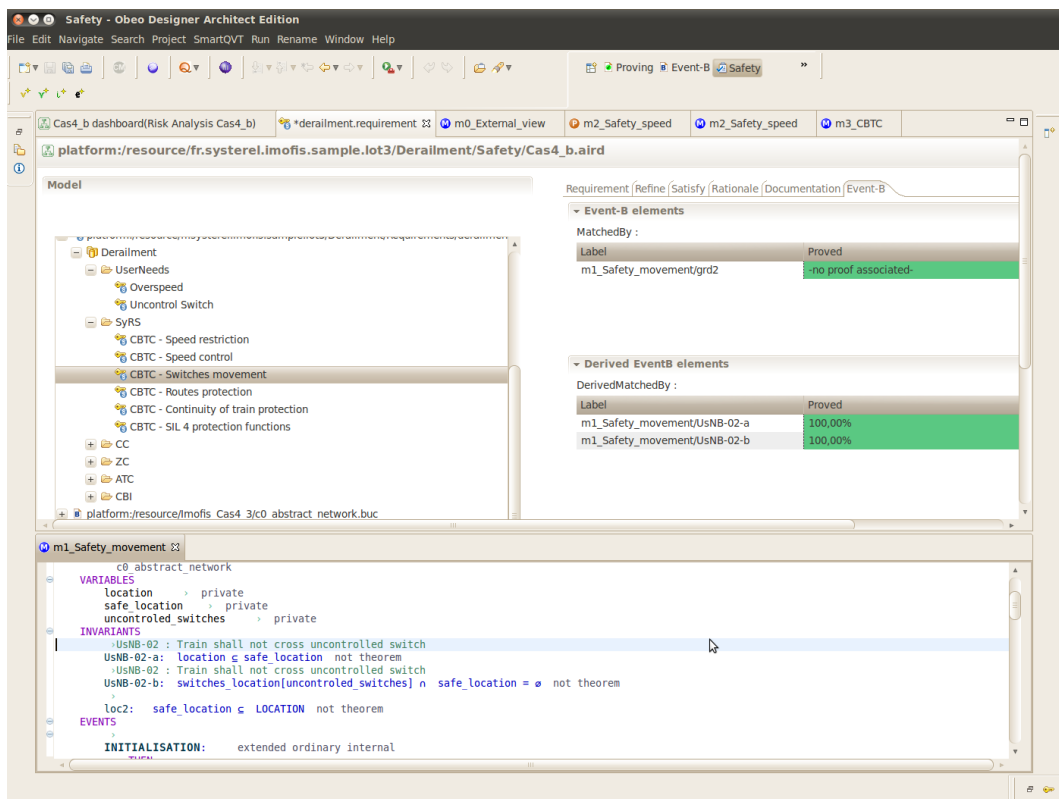 Safety - Obeo Designer Architect Edition
File Edit Navigate Search Project SmartQVT Run Rename Window Help
Proving Event-B Safety »
Cas4_b dashboard(Risk Analysis Cas4_b) *derailment.requirement m0_External_view m2_Safety_speed m2_Safety_speed m3_CBTC
platform:/resource/fr.systerel.imofis.sample.lot3/Derailment/Safety/Cas4_b.aird
Model
Requirement Refine Satisfy Rationale Documentation Event-B
Event-B elements
MatchedBy :
Label Proved
m1_Safety_movement/grd2 -no proof associated-
Derailment
UserNeeds
Overspeed
Uncontrol Switch
SyRS
CBTC - Speed restriction
CBTC - Speed control
CBTC - Switches movement
CBTC - Routes protection
CBTC - Continuity of train protection
CBTC - SIL 4 protection functions
CC
ZC
ATC
CBI
platform:/resource/Imofis_Cas4_3/c0_abstract_network.buc
Derived EventB elements
DerivedMatchedBy :
Label Proved
m1_Safety_movement/UsNB-02-a 100,00%
m1_Safety_movement/UsNB-02-b 100,00%
m1_Safety_movement
c0_abstract_network
VARIABLES
location › private
safe_location › private
uncontroled_switches › private
INVARIANTS
›UsNB-02 : Train shall not cross uncontrolled switch
UsNB-02-a: location ⊆ safe_location not theorem
›UsNB-02 : Train shall not cross uncontrolled switch
UsNB-02-b: switches_location[uncontroled_switches] ∩ safe_location = ∅ not theorem
›
loc2: safe_location ⊆ LOCATION not theorem
EVENTS
›
INITIALISATION: extended ordinary internal
THEN